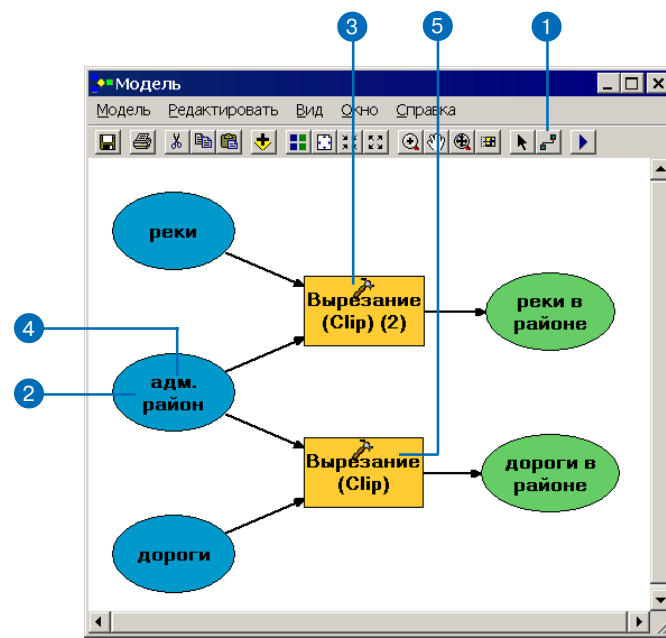 3 5 1
Модель
Модель Редактировать Вид Окно Справка
реки
Вырезание
(Clip) (2)
реки в
районе
4
2
адм.
район
Вырезание
(Clip)
дороги в
районе
дороги